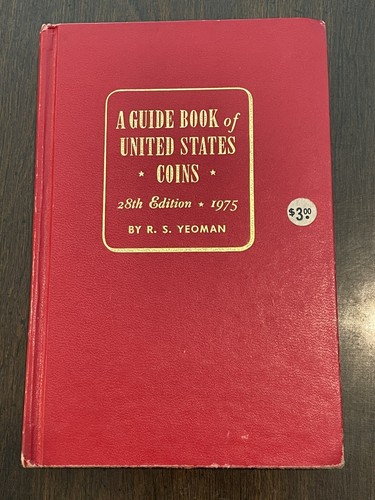 A GUIDE BOOK of
UNITED STATES
★ COINS ★
28th Edition ★ 1975
BY R. S. YEOMAN
$3.00